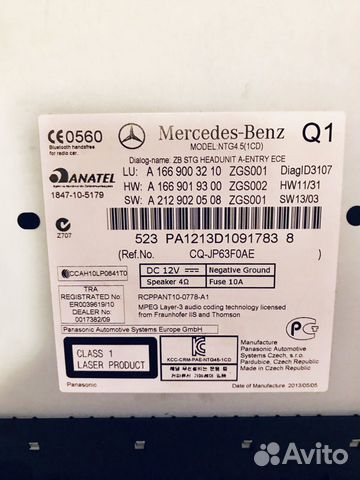 CE0560
Bluetooth handsfree
for radio car.
Mercedes-Benz
Q1
MODEL:NTG4.5(1CD)
Dialog-name: ZB STG HEADUNIT A-ENTRY ECE
ANATEL
1847-10-5179
LU: A 166 900 32 10 ZGS001 DiagID3107
HW: A 166 901 93 00 ZGS002 HW11/31
SW: A 212 902 05 08 ZGS001 SW13/03
Z707
523 PA1213D1091783 8
(Ref.No. CQ-JP63F0AE )
CCAH10LP0641T0
DC 12V Negative Ground
Speaker 4Ω Fuse 10A
TRA
REGISTERED No:
ER0039619/10
DEALER No:
0017382/09
RCPPANT10-0778-A1
MPEG Layer-3 audio coding technology licensed
from Fraunhofer IIS and Thomson
Panasonic Automotive Systems Europe GmbH
CLASS 1
LASER PRODUCT
KCC-CRM-PAE-NTG45-1CD
Panasonic Automotive
Systems Czech, s.r.o.
Pardubice, Czech Republic
Made in Czech Republic
Panasonic
Date of Manufacture: 2013/05/05
Avito